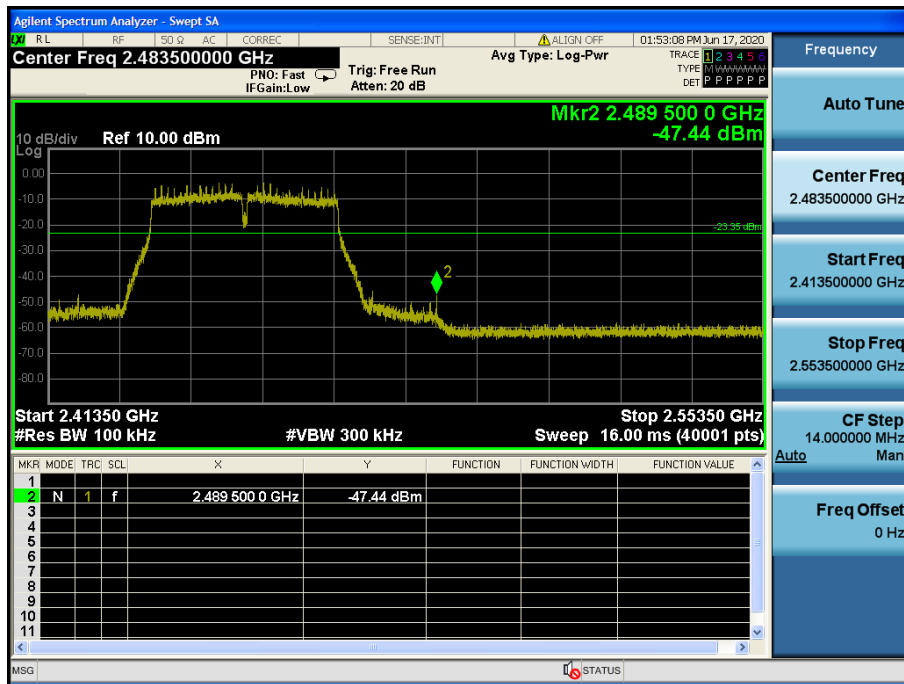 Agilent Spectrum Analyzer - Swept SA
LXI RL RF 50 Ω AC CORREC SENSE:INT ALIGN OFF 01:53:08 PM Jun 17, 2020
Center Freq 2.483500000 GHz
PNO: Fast
IFGain:Low
Trig: Free Run
Atten: 20 dB
Avg Type: Log-Pwr
TRACE 1 2 3 4 5 6
TYPE MWWWWW
DET P P P P P P
Mkr2 2.489 500 0 GHz
-47.44 dBm
10 dB/div Ref 10.00 dBm
Log
0.00
-10.0
-20.0
-23.35 dBm
-30.0
-40.0
2
-50.0
-60.0
-70.0
-80.0
Start 2.41350 GHz Stop 2.55350 GHz
#Res BW 100 kHz #VBW 300 kHz Sweep 16.00 ms (40001 pts)
MKR MODE TRC SCL X Y FUNCTION FUNCTION WIDTH FUNCTION VALUE
1
2 N 1 f 2.489 500 0 GHz -47.44 dBm
3
4
5
6
7
8
9
10
11
MSG STATUS
Frequency
Auto Tune
Center Freq
2.483500000 GHz
Start Freq
2.413500000 GHz
Stop Freq
2.553500000 GHz
CF Step
14.000000 MHz
Auto Man
Freq Offset
0 Hz